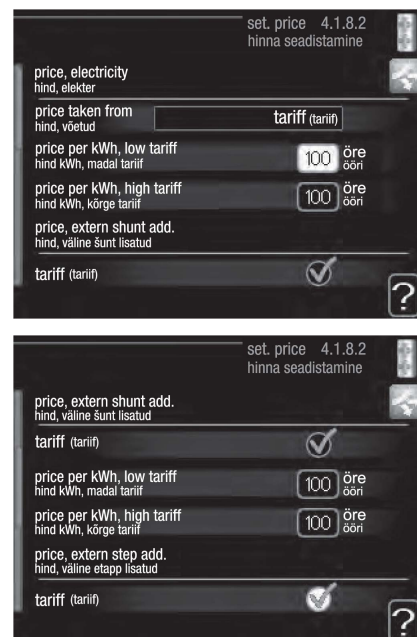 set. price 4.1.8.2
hinna seadistamine
price, electricity
hind, elekter
price taken from tariff (tariif)
hind, võetud
price per kWh, low tariff 100 öre
hind kWh, madal tariif ööri
price per kWh, high tariff 100 öre
hind kWh, kõrge tariif ööri
price, extern shunt add.
hind, väline šunt lisatud
tariff (tariif)
?
set. price 4.1.8.2
hinna seadistamine
price, extern shunt add.
hind, väline šunt lisatud
tariff (tariif)
price per kWh, low tariff 100 öre
hind kWh, madal tariif ööri
price per kWh, high tariff 100 öre
hind kWh, kõrge tariif ööri
price, extern step add.
hind, väline etapp lisatud
tariff (tariif)
?